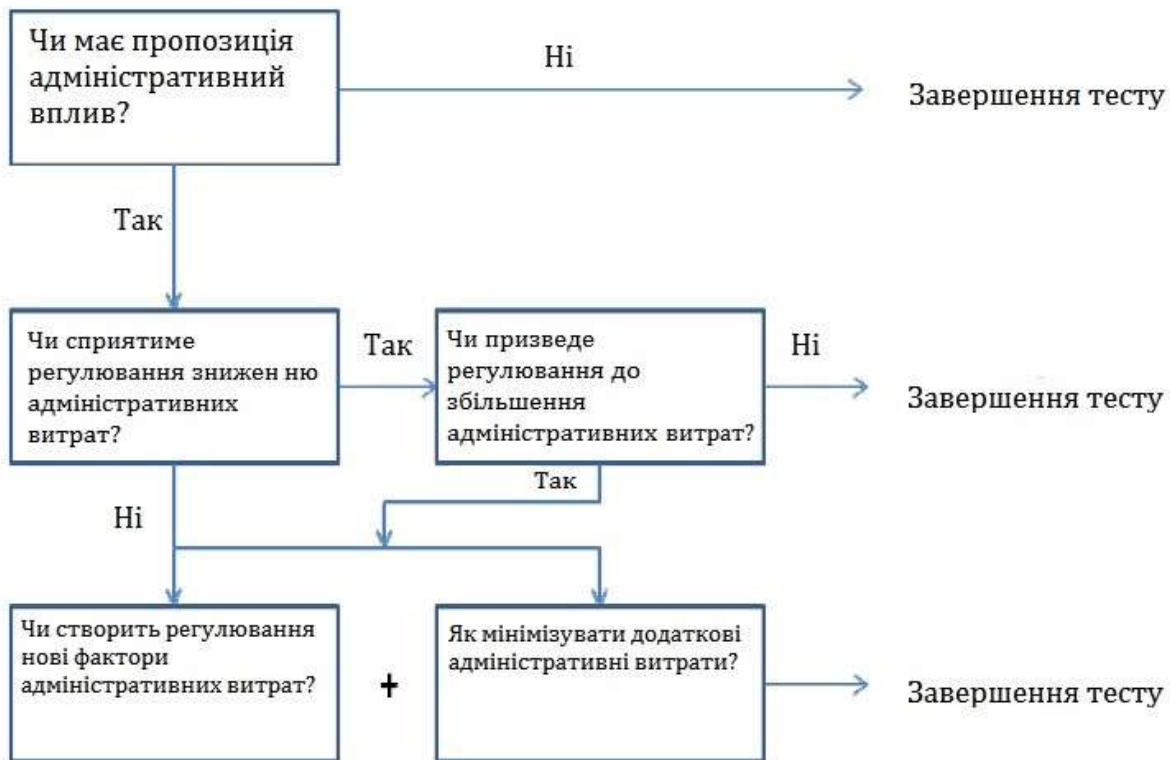 Чи має пропозиція
адміністративний
вплив?
Ні
Завершення тесту
Так
Чи сприятиме
регулювання знижен ню
адміністративних
витрат?
Так
Чи призведе
регулювання до
збільшення
адміністративних витрат?
Ні
Завершення тесту
Так
Ні
Чи створить регулювання
нові фактори
адміністративних витрат?
+
Як мінімізувати додаткові
адміністративні витрати?
Завершення тесту